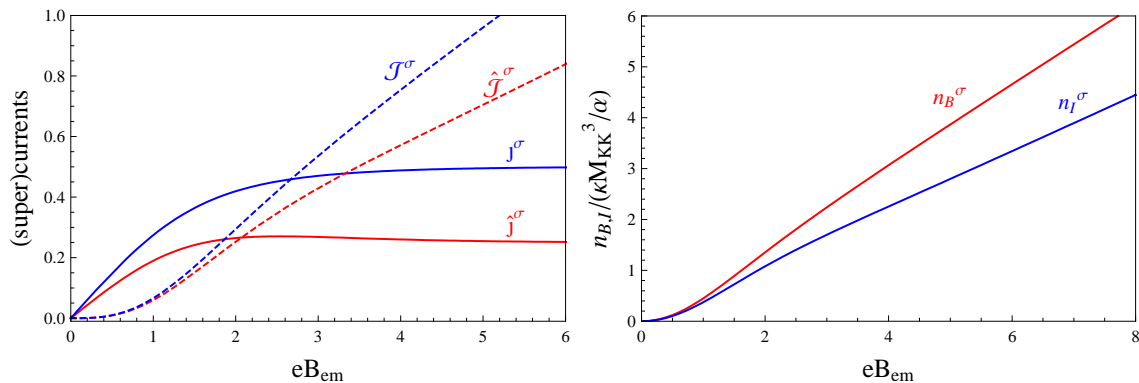 1.0
0.8
0.6
0.4
0.2
0.0
(super)currents
𝒥^σ
𝒥̂^σ
ȷ^σ
ȷ̂^σ
0 1 2 3 4 5 6
eB_em
6
5
4
3
2
1
0
n_B,I/(κM_KK^3/α)
n_B^σ
n_I^σ
0 2 4 6 8
eB_em